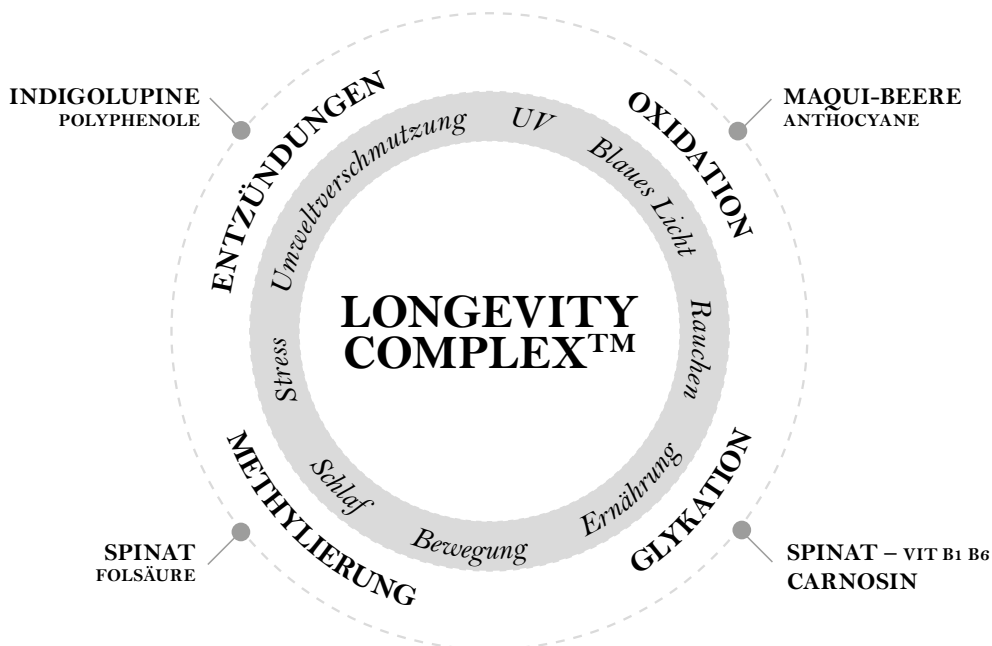 INDIGOLUPINE
POLYPHENOLE
ENTZÜNDUNGEN
OXIDATION
MAQUI-BEERE
ANTHOCYANE
Umweltverschmutzung
UV
Blaues Licht
Rauchen
Ernährung
Bewegung
Schlaf
Stress
LONGEVITY
COMPLEX™
METHYLIERUNG
GLYKATION
SPINAT
FOLSÄURE
SPINAT – VIT B1 B6
CARNOSIN